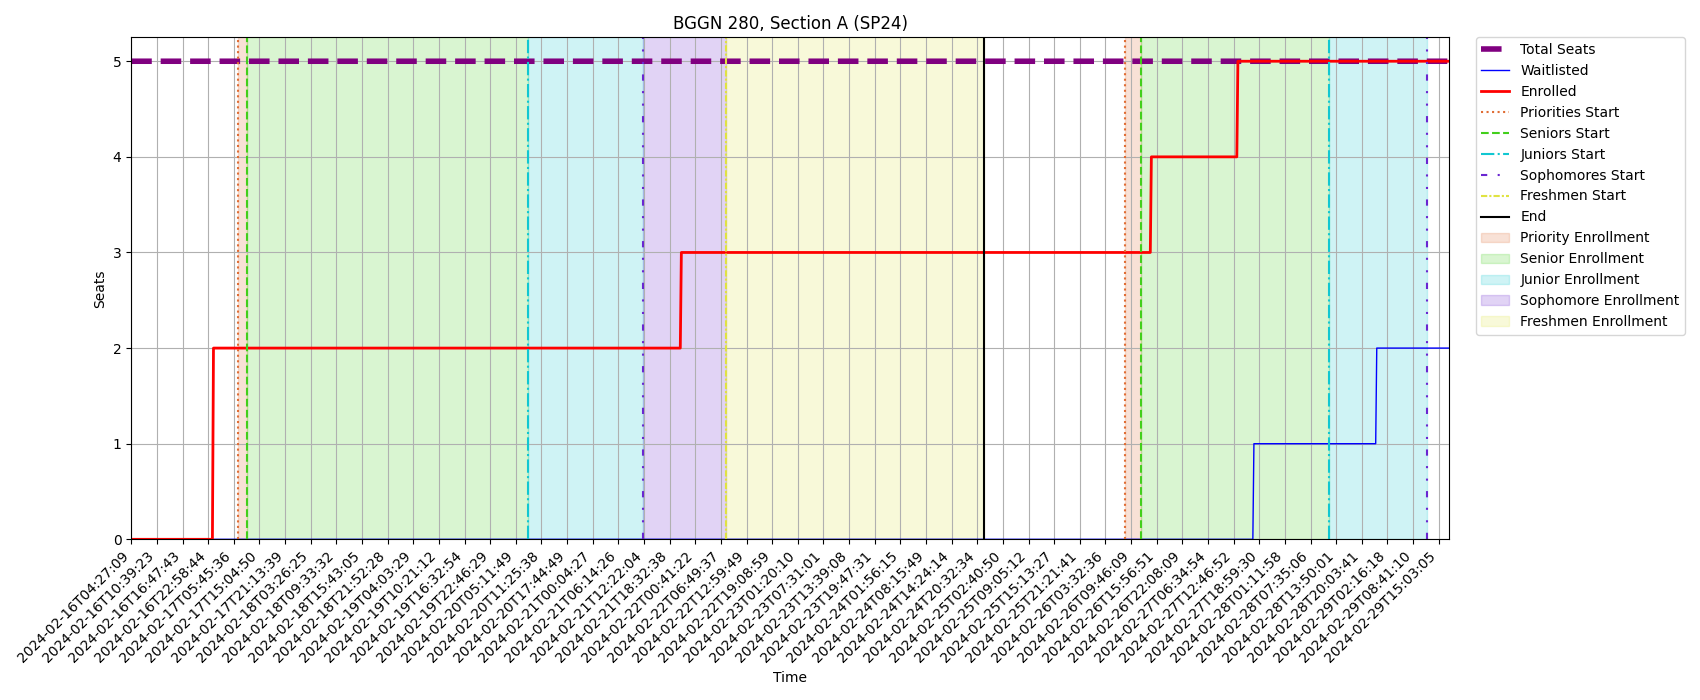 BGGN 280, Section A (SP24)
Seats
5
4
3
2
1
0
2024-02-16T04:27:09
2024-02-16T10:39:23
2024-02-16T16:47:43
2024-02-16T22:58:44
2024-02-17T05:45:36
2024-02-17T15:04:50
2024-02-17T21:13:39
2024-02-18T03:26:25
2024-02-18T09:33:32
2024-02-18T15:43:05
2024-02-18T21:52:28
2024-02-19T04:03:29
2024-02-19T10:21:12
2024-02-19T16:32:54
2024-02-19T22:46:29
2024-02-20T05:11:49
2024-02-20T11:25:38
2024-02-20T17:44:49
2024-02-21T00:04:27
2024-02-21T06:14:26
2024-02-21T12:22:04
2024-02-21T18:32:38
2024-02-22T00:41:22
2024-02-22T06:49:37
2024-02-22T12:59:49
2024-02-22T19:08:59
2024-02-23T01:20:10
2024-02-23T07:31:01
2024-02-23T13:39:08
2024-02-23T19:47:31
2024-02-24T01:56:15
2024-02-24T08:15:49
2024-02-24T14:24:14
2024-02-24T20:32:34
2024-02-25T02:40:50
2024-02-25T09:05:12
2024-02-25T15:13:27
2024-02-25T21:21:41
2024-02-26T03:32:36
2024-02-26T09:46:09
2024-02-26T15:56:51
2024-02-26T22:08:09
2024-02-27T06:34:54
2024-02-27T12:46:52
2024-02-27T18:59:30
2024-02-28T01:11:58
2024-02-28T07:35:06
2024-02-28T13:50:01
2024-02-28T20:03:41
2024-02-29T02:16:18
2024-02-29T08:41:10
2024-02-29T15:03:05
Time
Total Seats
Waitlisted
Enrolled
Priorities Start
Seniors Start
Juniors Start
Sophomores Start
Freshmen Start
End
Priority Enrollment
Senior Enrollment
Junior Enrollment
Sophomore Enrollment
Freshmen Enrollment